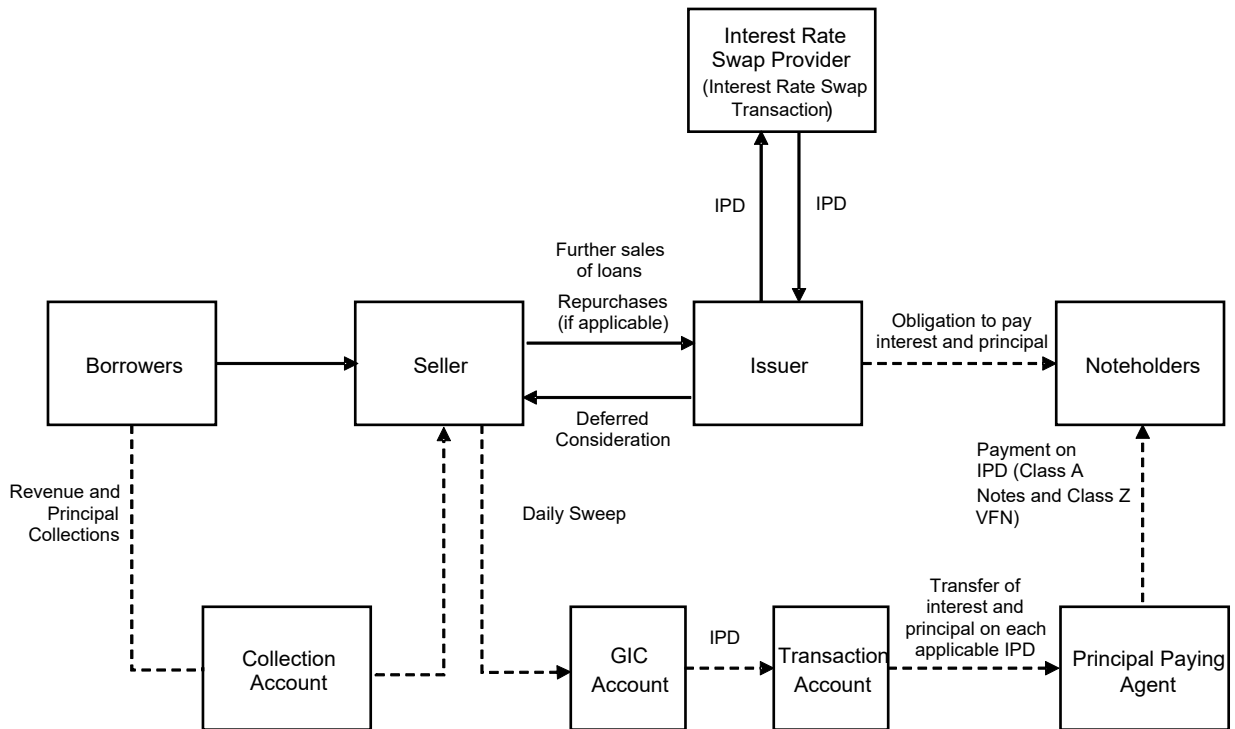 Interest Rate
Swap Provider
(Interest Rate Swap
Transaction)
IPD
IPD
Further sales
of loans
Repurchases
(if applicable)
Obligation to pay
interest and principal
Borrowers
Seller
Issuer
Noteholders
Deferred
Consideration
Payment on
IPD (Class A
Notes and Class Z
VFN)
Revenue and
Principal
Collections
Daily Sweep
Transfer of
interest and
principal on each
applicable IPD
IPD
Collection
Account
GIC
Account
Transaction
Account
Principal Paying
Agent